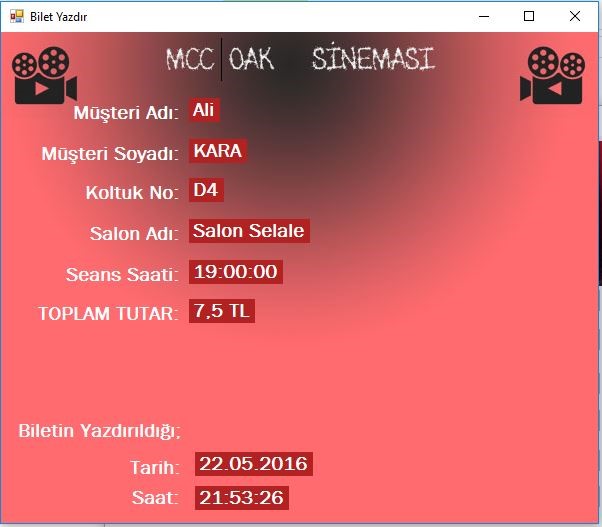 Bilet Yazdır
MCC OAK SİNEMASI
Müşteri Adı: Ali
Müşteri Soyadı: KARA
Koltuk No: D4
Salon Adı: Salon Selale
Seans Saati: 19:00:00
TOPLAM TUTAR: 7,5 TL
Biletin Yazdırıldığı;
Tarih: 22.05.2016
Saat: 21:53:26